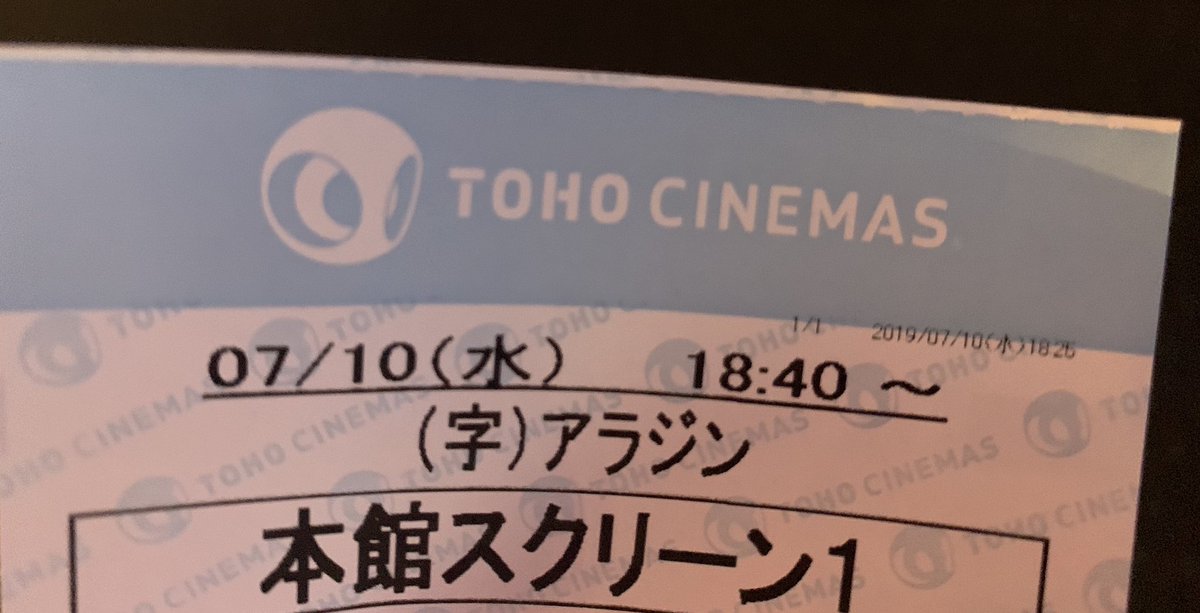 TOHO CINEMAS
1/1 2019/07/10(水)18:25
07/10(水) 18:40 ～
(字)アラジン
本館スクリーン1